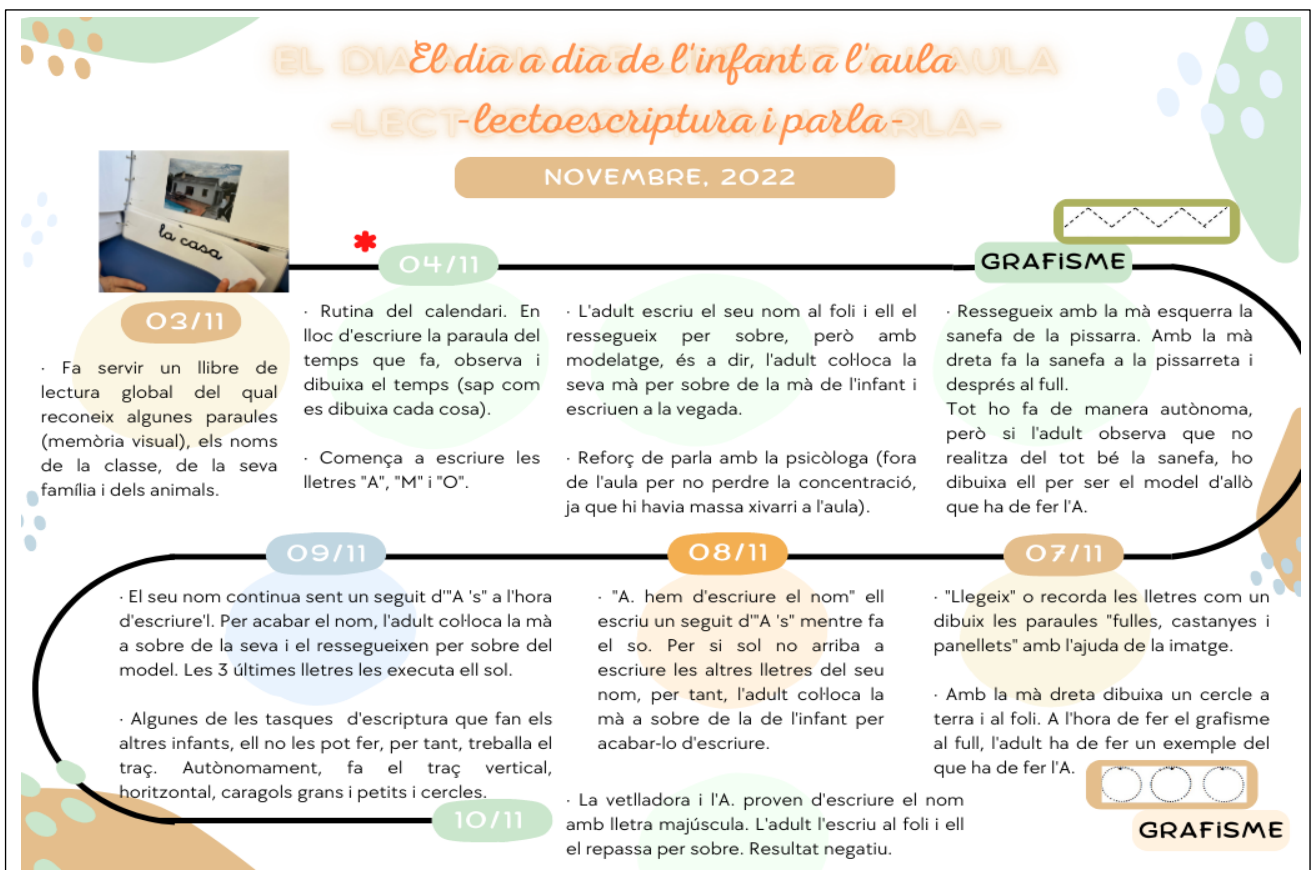 El dia a dia de l'infant a l'aula
-lectoescriptura i parla-
NOVEMBRE, 2022
la casa
03/11
· Fa servir un llibre de
lectura global del qual
reconeix algunes paraules
(memòria visual), els noms
de la classe, de la seva
família i dels animals.
*
04/11
· Rutina del calendari. En
lloc d'escriure la paraula del
temps que fa, observa i
dibuixa el temps (sap com
es dibuixa cada cosa).
· Comença a escriure les
lletres "A", "M" i "O".
· L'adult escriu el seu nom al foli i ell el
ressegueix per sobre, però amb
modelatge, és a dir, l'adult col·loca la
seva mà per sobre de la mà de l'infant i
escriuen a la vegada.
· Reforç de parla amb la psicòloga (fora
de l'aula per no perdre la concentració,
ja que hi havia massa xivarri a l'aula).
GRAFISME
· Ressegueix amb la mà esquerra la
sanefa de la pissarra. Amb la mà
dreta fa la sanefa a la pissarreta i
després al full.
Tot ho fa de manera autònoma,
però si l'adult observa que no
realitza del tot bé la sanefa, ho
dibuixa ell per ser el model d'allò
que ha de fer l'A.
07/11
· "Llegeix" o recorda les lletres com un
dibuix les paraules "fulles, castanyes i
panellets" amb l'ajuda de la imatge.
· Amb la mà dreta dibuixa un cercle a
terra i al foli. A l'hora de fer el grafisme
al full, l'adult ha de fer un exemple del
que ha de fer l'A.
GRAFISME
08/11
· "A. hem d'escriure el nom" ell
escriu un seguit d'"A 's" mentre fa
el so. Per si sol no arriba a
escriure les altres lletres del seu
nom, per tant, l'adult col·loca la
mà a sobre de la de l'infant per
acabar-lo d'escriure.
09/11
· El seu nom continua sent un seguit d'"A 's" a l'hora
d'escriure'l. Per acabar el nom, l'adult col·loca la mà
a sobre de la seva i el ressegueixen per sobre del
model. Les 3 últimes lletres les executa ell sol.
· Algunes de les tasques d'escriptura que fan els
altres infants, ell no les pot fer, per tant, treballa el
traç. Autònomament, fa el traç vertical,
horitzontal, caragols grans i petits i cercles.
10/11
· La vetlladora i l'A. proven d'escriure el nom
amb lletra majúscula. L'adult l'escriu al foli i ell
el repassa per sobre. Resultat negatiu.